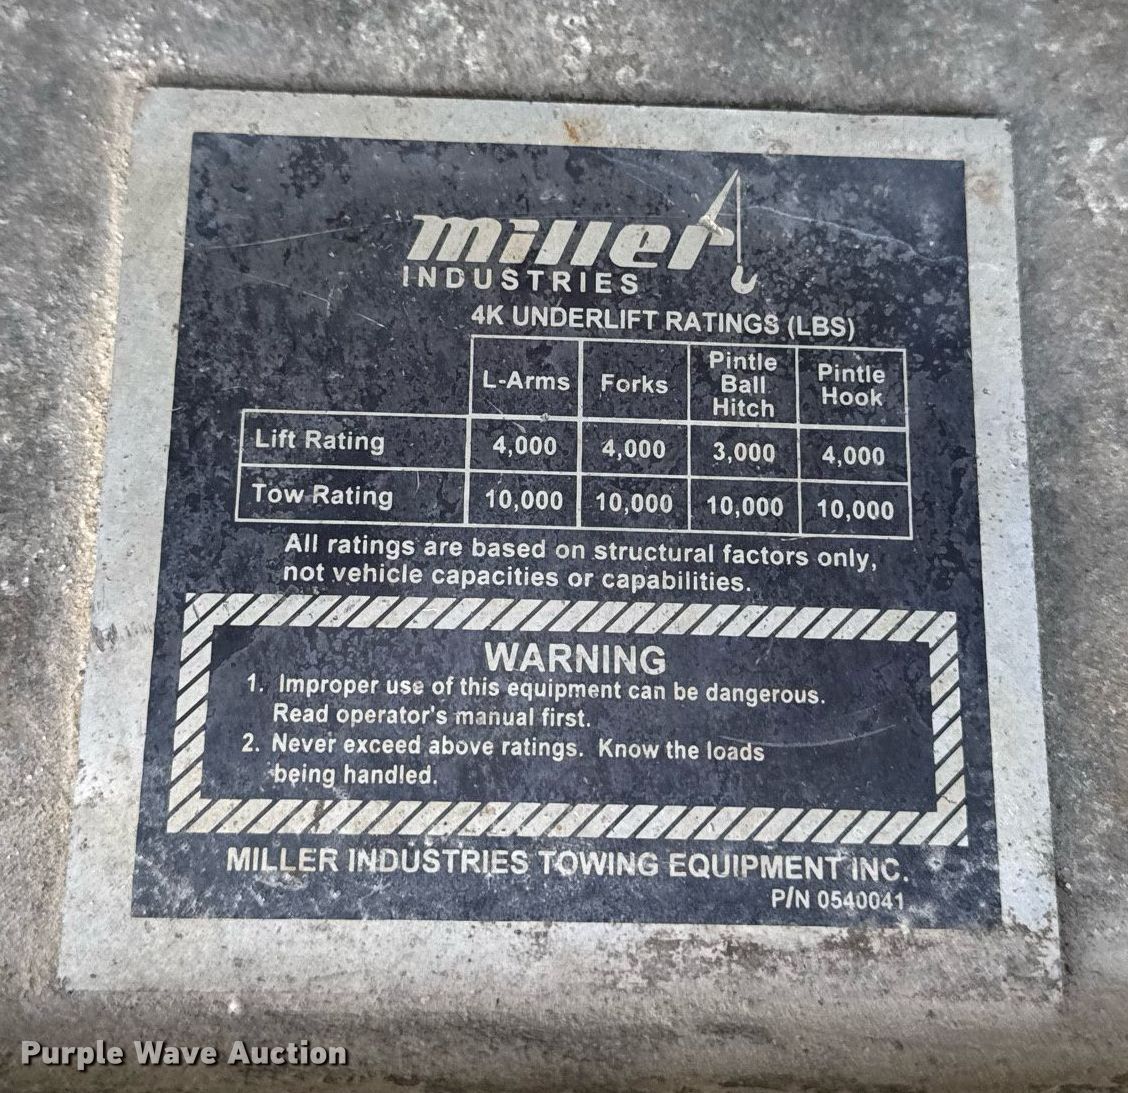 miller
INDUSTRIES
4K UNDERLIFT RATINGS (LBS)
L-Arms Forks Pintle Ball Hitch Pintle Hook
Lift Rating 4,000 4,000 3,000 4,000
Tow Rating 10,000 10,000 10,000 10,000
All ratings are based on structural factors only,
not vehicle capacities or capabilities.
WARNING
1. Improper use of this equipment can be dangerous.
Read operator's manual first.
2. Never exceed above ratings. Know the loads
being handled.
MILLER INDUSTRIES TOWING EQUIPMENT INC.
P/N 0540041
Purple Wave Auction